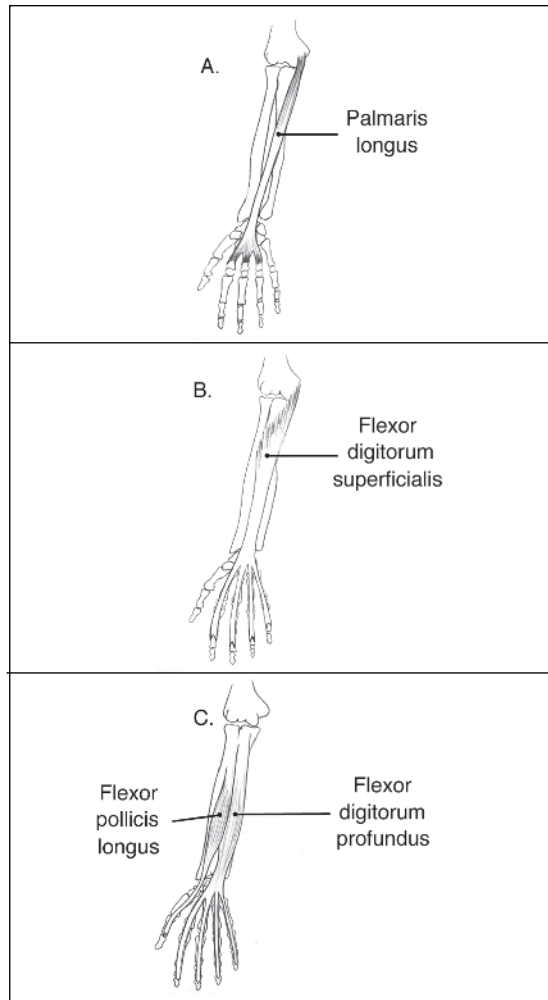 A.
Palmaris
longus
B.
Flexor
digitorum
superficialis
C.
Flexor
pollicis
longus
Flexor
digitorum
profundus